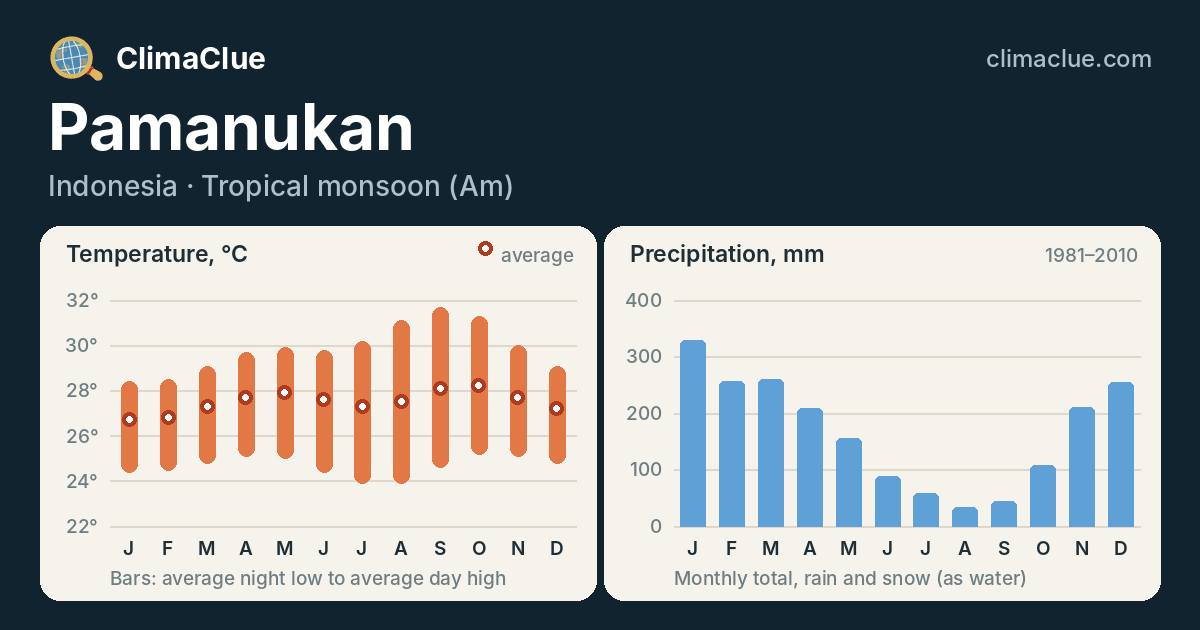 ClimaClue
climaclue.com
Pamanukan
Indonesia · Tropical monsoon (Am)
Temperature, °C
average
32°
30°
28°
26°
24°
22°
J F M A M J J A S O N D
Bars: average night low to average day high
Precipitation, mm
1981–2010
400
300
200
100
0
J F M A M J J A S O N D
Monthly total, rain and snow (as water)